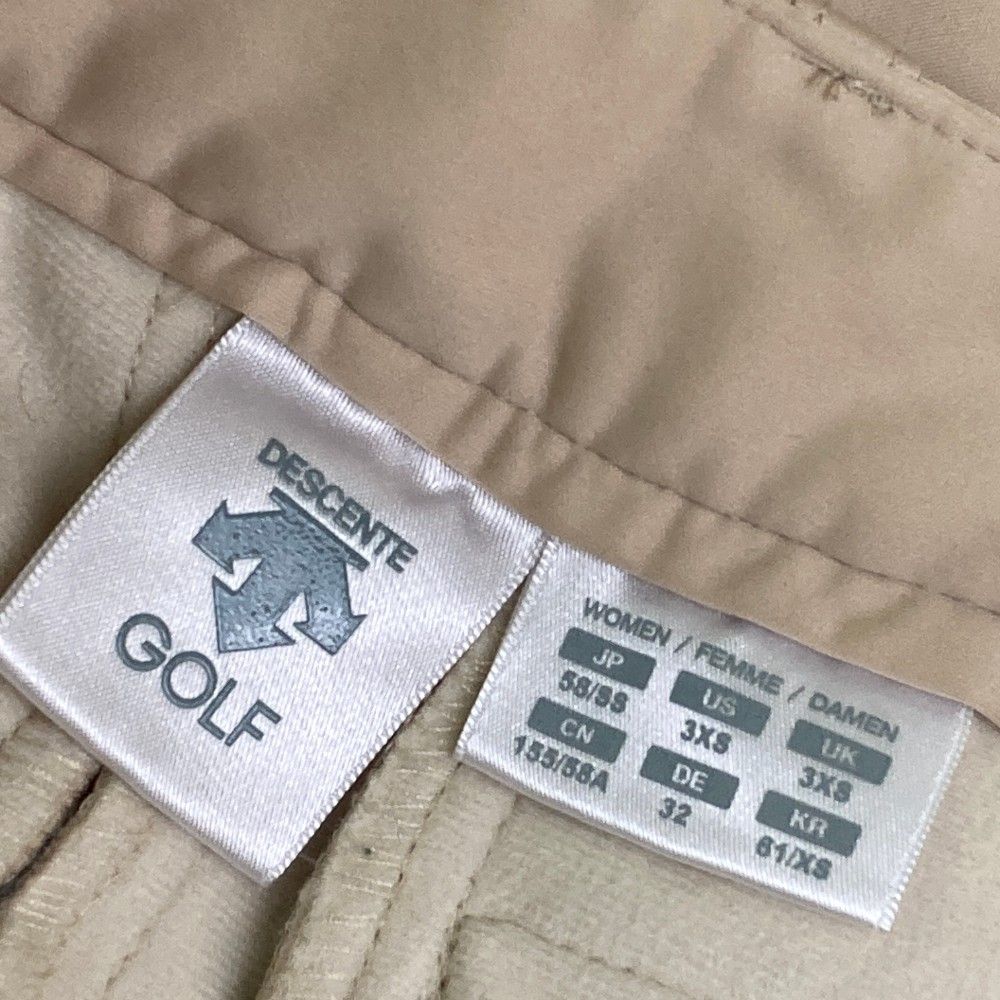 DESCENTE
GOLF
WOMEN / FEMME / DAMEN
JP US UK
58/SS 3XS 3XS
CN DE KR
155/58A 32 61/XS